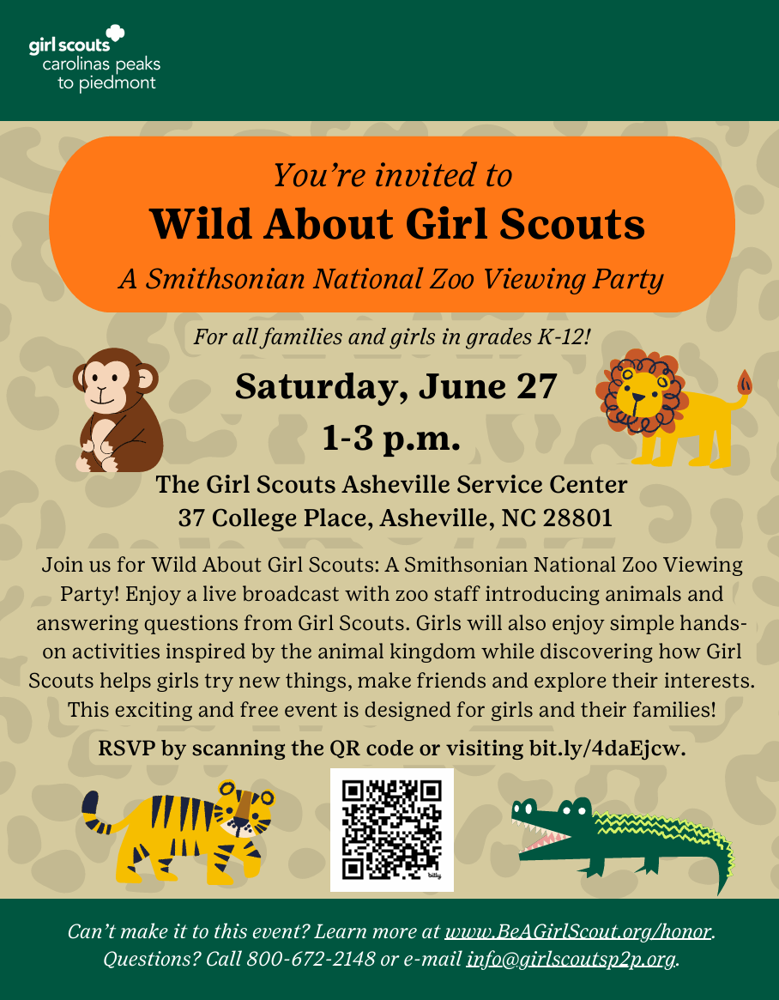 girl scouts
carolinas peaks
to piedmont
You’re invited to
Wild About Girl Scouts
A Smithsonian National Zoo Viewing Party
For all families and girls in grades K-12!
Saturday, June 27
1-3 p.m.
The Girl Scouts Asheville Service Center
37 College Place, Asheville, NC 28801
Join us for Wild About Girl Scouts: A Smithsonian National Zoo Viewing
Party! Enjoy a live broadcast with zoo staff introducing animals and
answering questions from Girl Scouts. Girls will also enjoy simple hands-
on activities inspired by the animal kingdom while discovering how Girl
Scouts helps girls try new things, make friends and explore their interests.
This exciting and free event is designed for girls and their families!
RSVP by scanning the QR code or visiting bit.ly/4daEjcw.
bitly
Can’t make it to this event? Learn more at www.BeAGirlScout.org/honor.
Questions? Call 800-672-2148 or e-mail info@girlscoutsp2p.org.